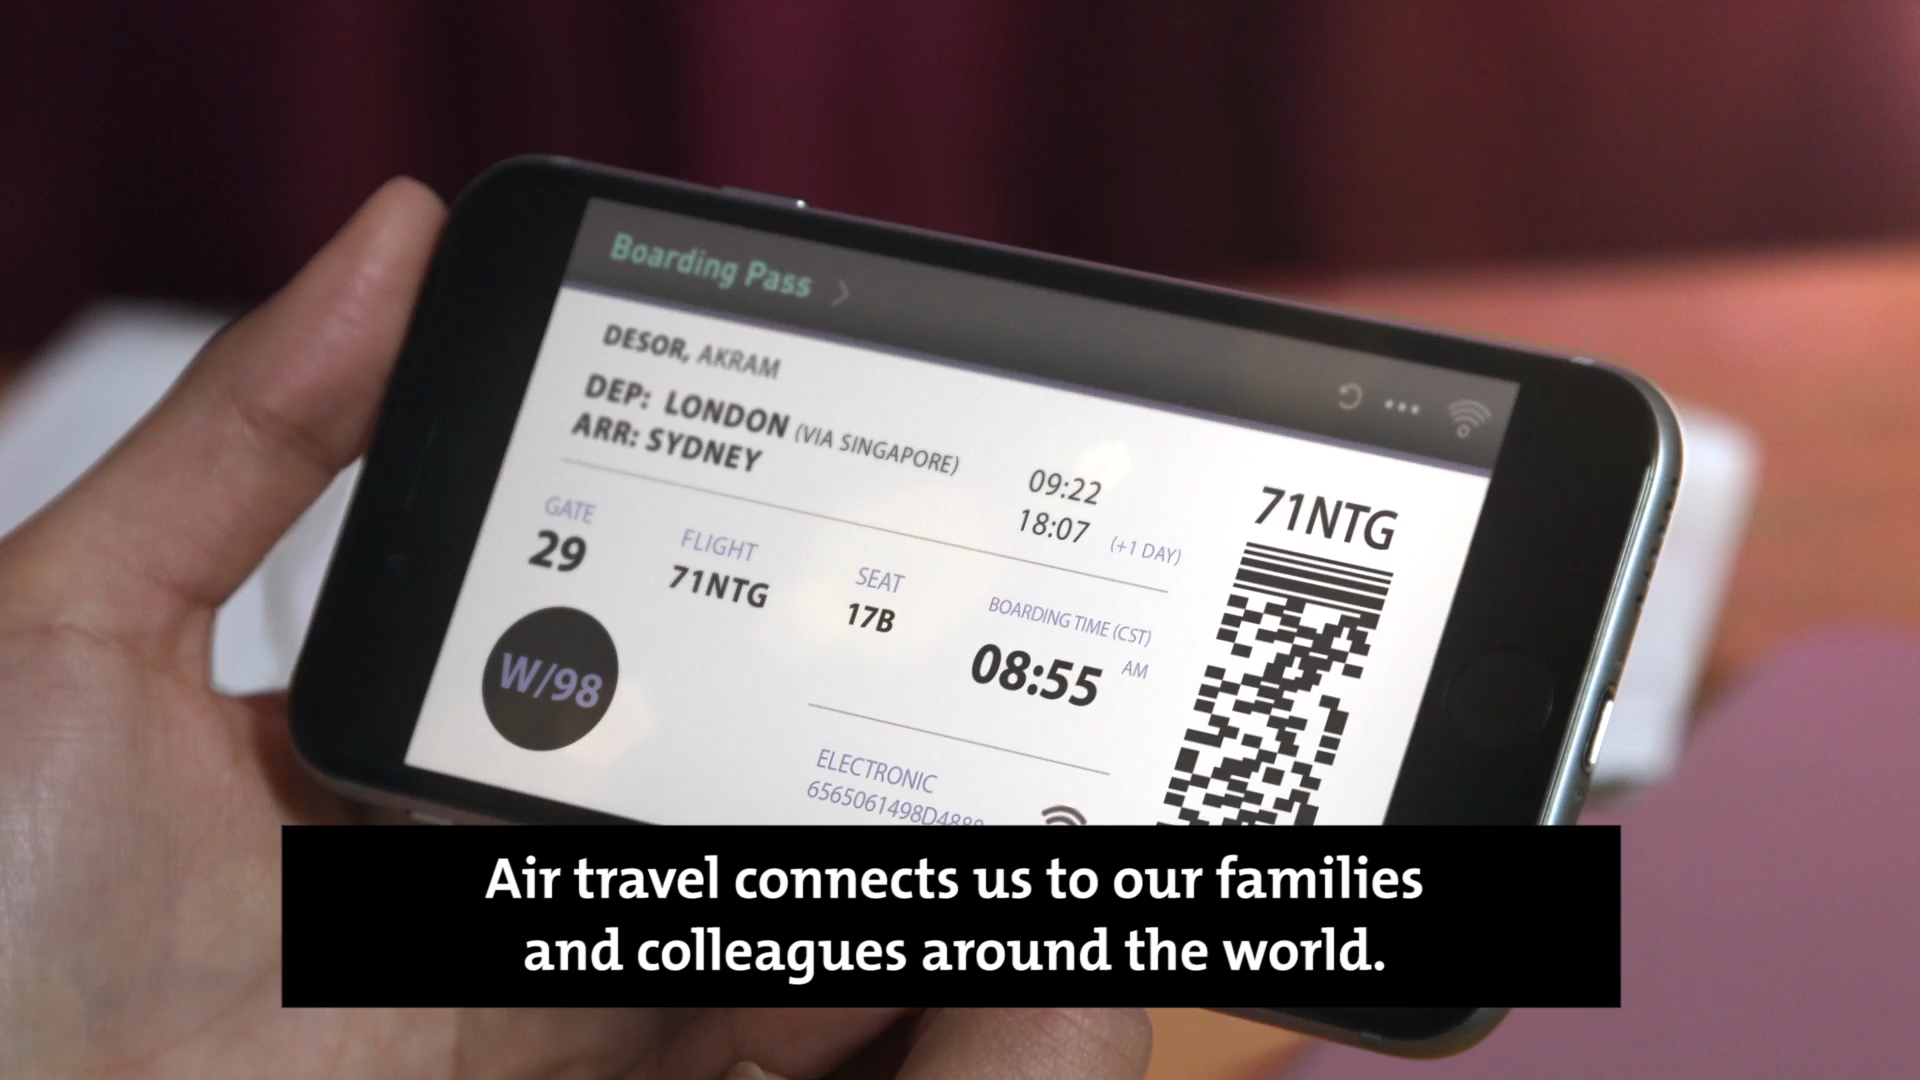 Boarding Pass
DESOR, AKRAM
DEP: LONDON (VIA SINGAPORE) 09:22
ARR: SYDNEY 18:07 (+1 DAY)
71NTG
GATE FLIGHT SEAT BOARDING TIME (CST)
29 71NTG 17B 08:55 AM
W/98
ELECTRONIC
Air travel connects us to our families
and colleagues around the world.